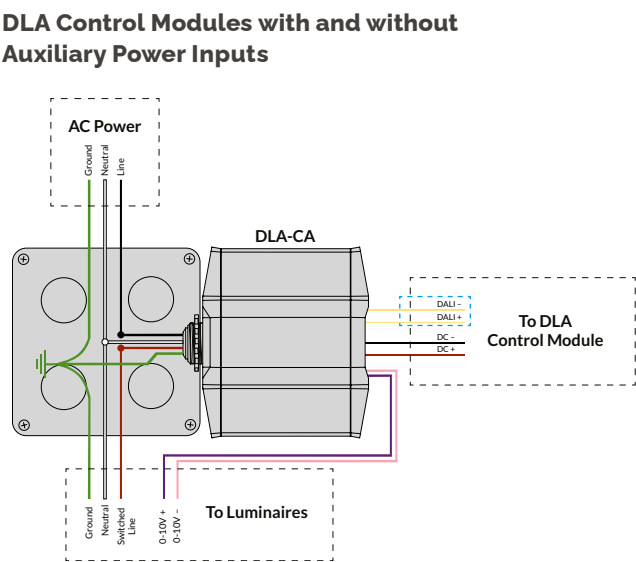 DLA Control Modules with and without
Auxiliary Power Inputs
AC Power
Ground
Neutral
Line
DLA-CA
DALI –
DALI +
DC –
DC +
To DLA
Control Module
Ground
Neutral
Switched
Line
0-10V +
0-10V –
To Luminaires